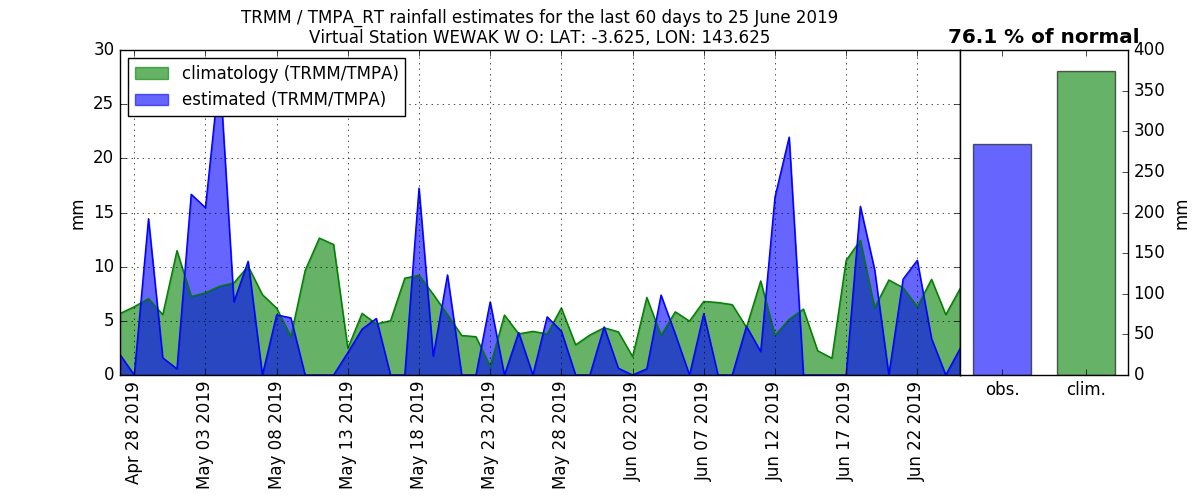 TRMM / TMPA_RT rainfall estimates for the last 60 days to 25 June 2019
Virtual Station WEWAK W O: LAT: -3.625, LON: 143.625
76.1 % of normal
climatology (TRMM/TMPA)
estimated (TRMM/TMPA)
mm
30
25
20
15
10
5
0
Apr 28 2019
May 03 2019
May 08 2019
May 13 2019
May 18 2019
May 23 2019
May 28 2019
Jun 02 2019
Jun 07 2019
Jun 12 2019
Jun 17 2019
Jun 22 2019
400
350
300
250
200
150
100
50
0
mm
obs.
clim.